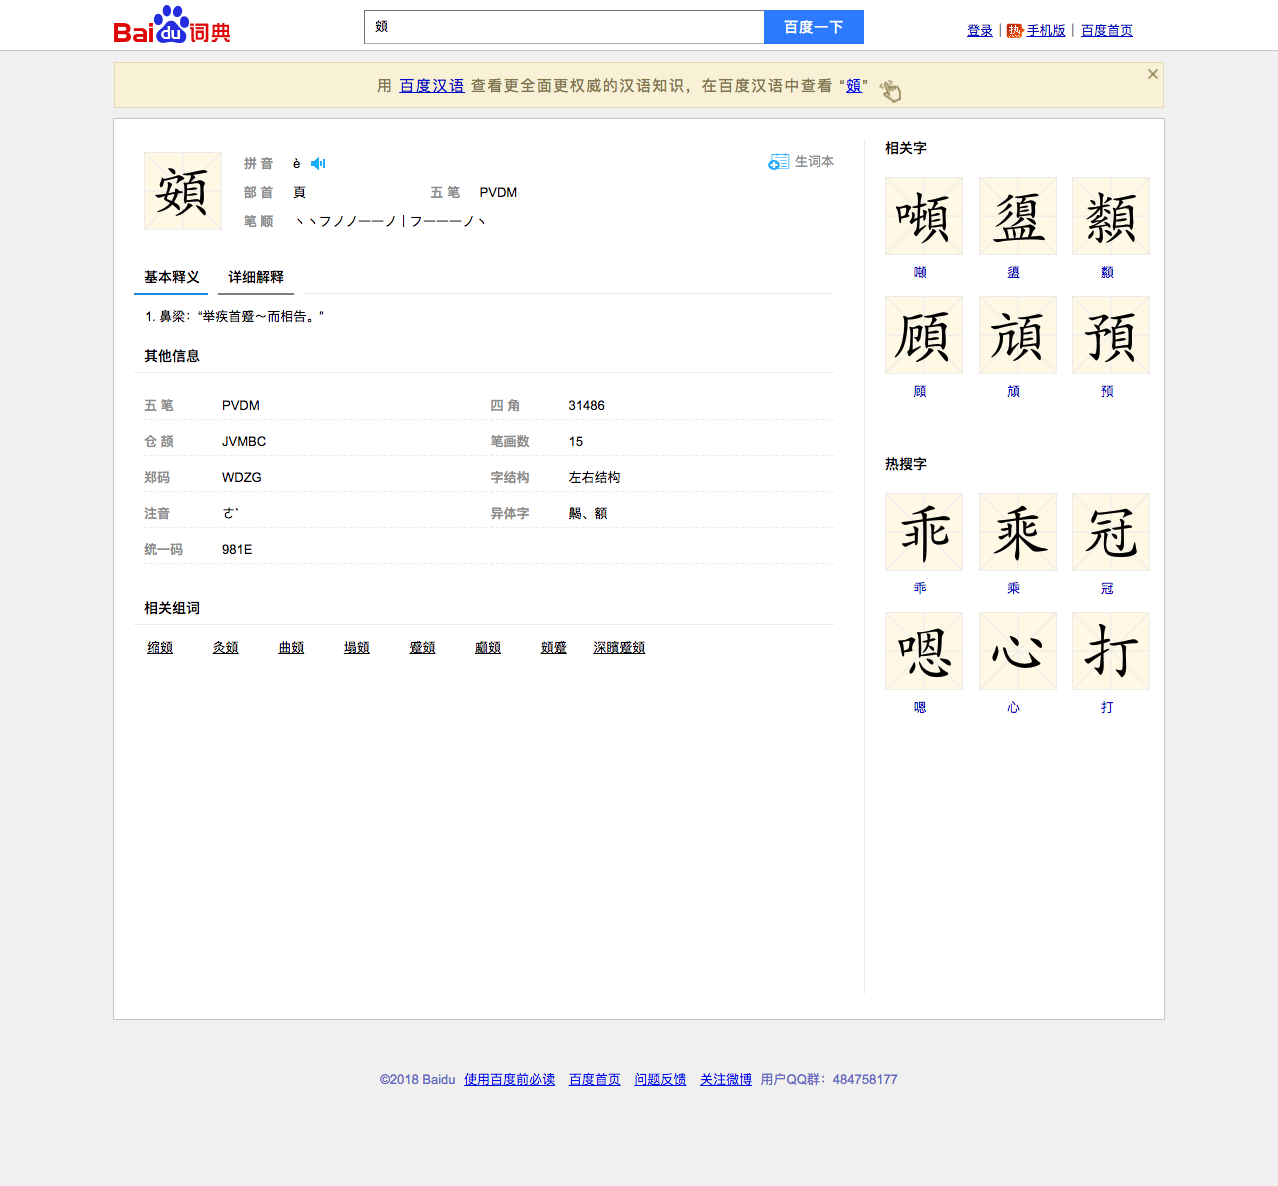 Baidu词典
頞
百度一下
登录 | 热 手机版 | 百度首页
用 百度汉语 查看更全面更权威的汉语知识，在百度汉语中查看 “頞”
頞
拼 音 è
生词本
部 首 頁 五 笔 PVDM
笔 顺 丶丶フノノ一一ノ丨フ一一一ノ丶
基本释义 详细解释
1. 鼻梁：“举疾首蹙～而相告。”
其他信息
五 笔 PVDM 四 角 31486
仓 颉 JVMBC 笔画数 15
郑码 WDZG 字结构 左右结构
注音 ㄜˋ 异体字 齃、额
统一码 981E
相关组词
缩頞 灸頞 曲頞 塌頞 蹙頞 顣頞 頞蹙 深矉蹙頞
相关字
頋 頏 預
頋 頏 預
热搜字
乖 乘 冠
乖 乘 冠
嗯 心 打
嗯 心 打
©2018 Baidu 使用百度前必读 百度首页 问题反馈 关注微博 用户QQ群：484758177